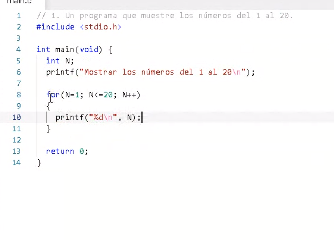 main.c
1 // 1. un programa que muestre los números del 1 al 20.
2 #include <stdio.h>
3
4 int main(void) {
5 int N;
6 printf("Mostrar los números del 1 al 20\n");
7
8 for(N=1; N<=20; N++)
9 {
10 printf("%d\n", N);
11 }
12
13 return 0;
14 }